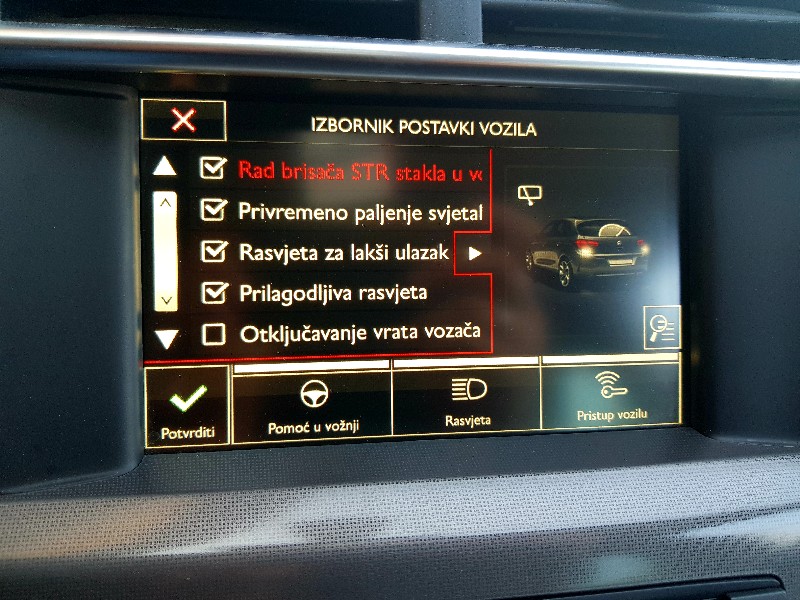 IZBORNIK POSTAVKI VOZILA
Rad brisača STR stakla u vo
Privremeno paljenje svjetal
Rasvjeta za lakši ulazak
Prilagodljiva rasvjeta
Otključavanje vrata vozača
Potvrditi
Pomoć u vožnji
Rasvjeta
Pristup vozilu